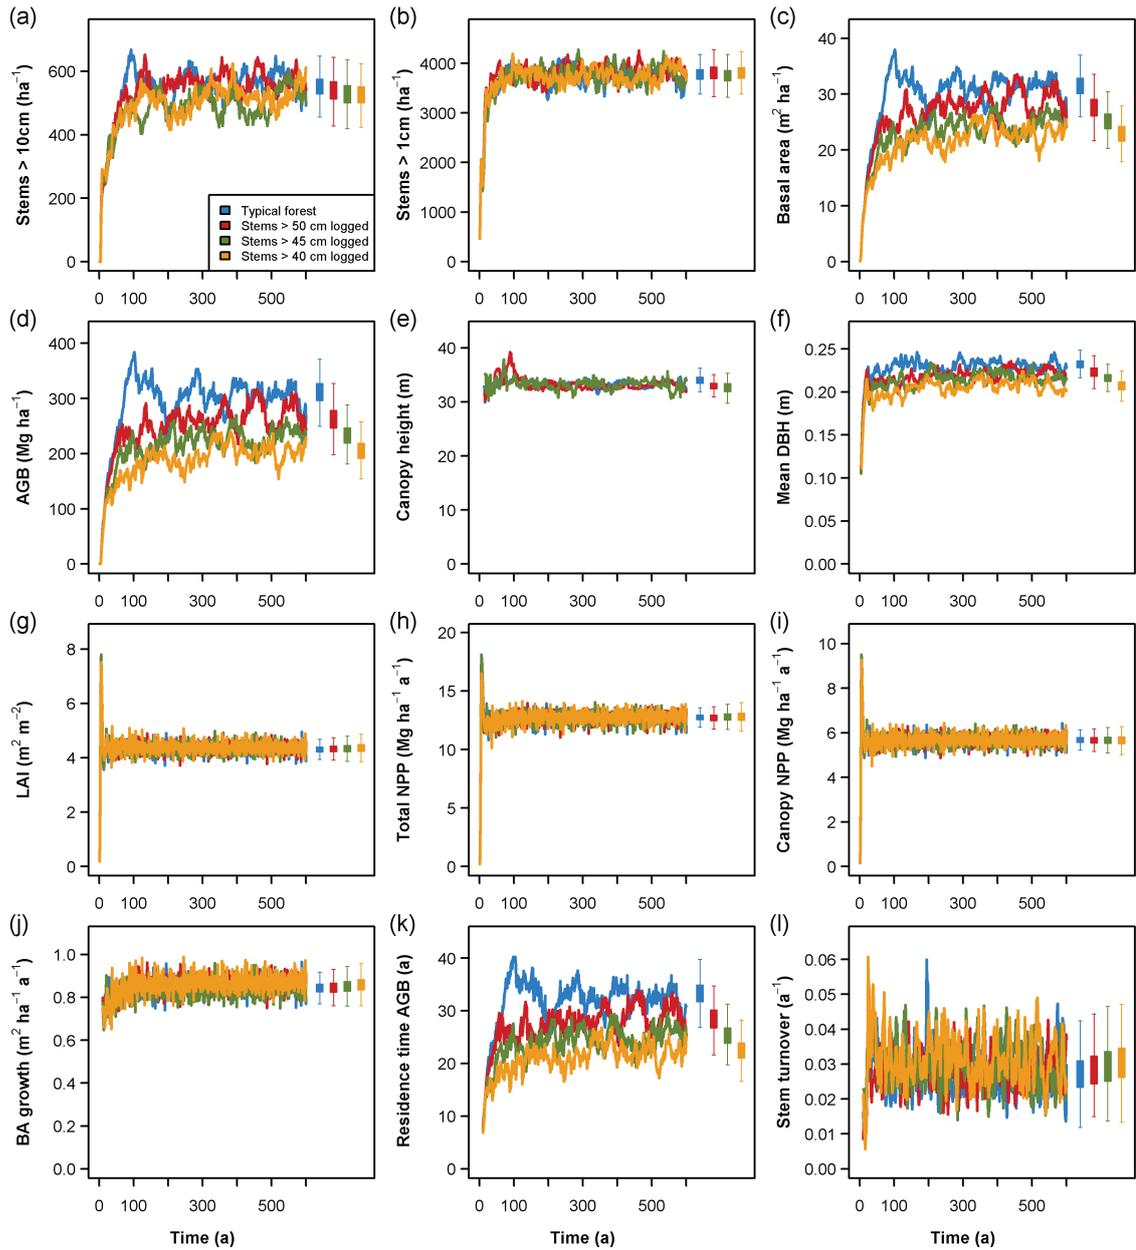 (a) (b) (c)
Stems > 10cm (ha⁻¹)
600
400
200
0
0 100 300 500
Typical forest
Stems > 50 cm logged
Stems > 45 cm logged
Stems > 40 cm logged
Stems > 1cm (ha⁻¹)
4000
3000
2000
1000
0
0 100 300 500
Basal area (m² ha⁻¹)
40
30
20
10
0
0 100 300 500
(d) (e) (f)
AGB (Mg ha⁻¹)
400
300
200
100
0
0 100 300 500
Canopy height (m)
40
30
20
10
0
0 100 300 500
Mean DBH (m)
0.25
0.20
0.15
0.10
0.05
0.00
0 100 300 500
(g) (h) (i)
LAI (m² m⁻²)
8
6
4
2
0
0 100 300 500
Total NPP (Mg ha⁻¹ a⁻¹)
20
15
10
5
0
0 100 300 500
Canopy NPP (Mg ha⁻¹ a⁻¹)
10
8
6
4
2
0
0 100 300 500
(j) (k) (l)
BA growth (m² ha⁻¹ a⁻¹)
1.0
0.8
0.6
0.4
0.2
0.0
0 100 300 500
Time (a)
Residence time AGB (a)
40
30
20
10
0
0 100 300 500
Time (a)
Stem turnover (a⁻¹)
0.06
0.05
0.04
0.03
0.02
0.01
0.00
0 100 300 500
Time (a)